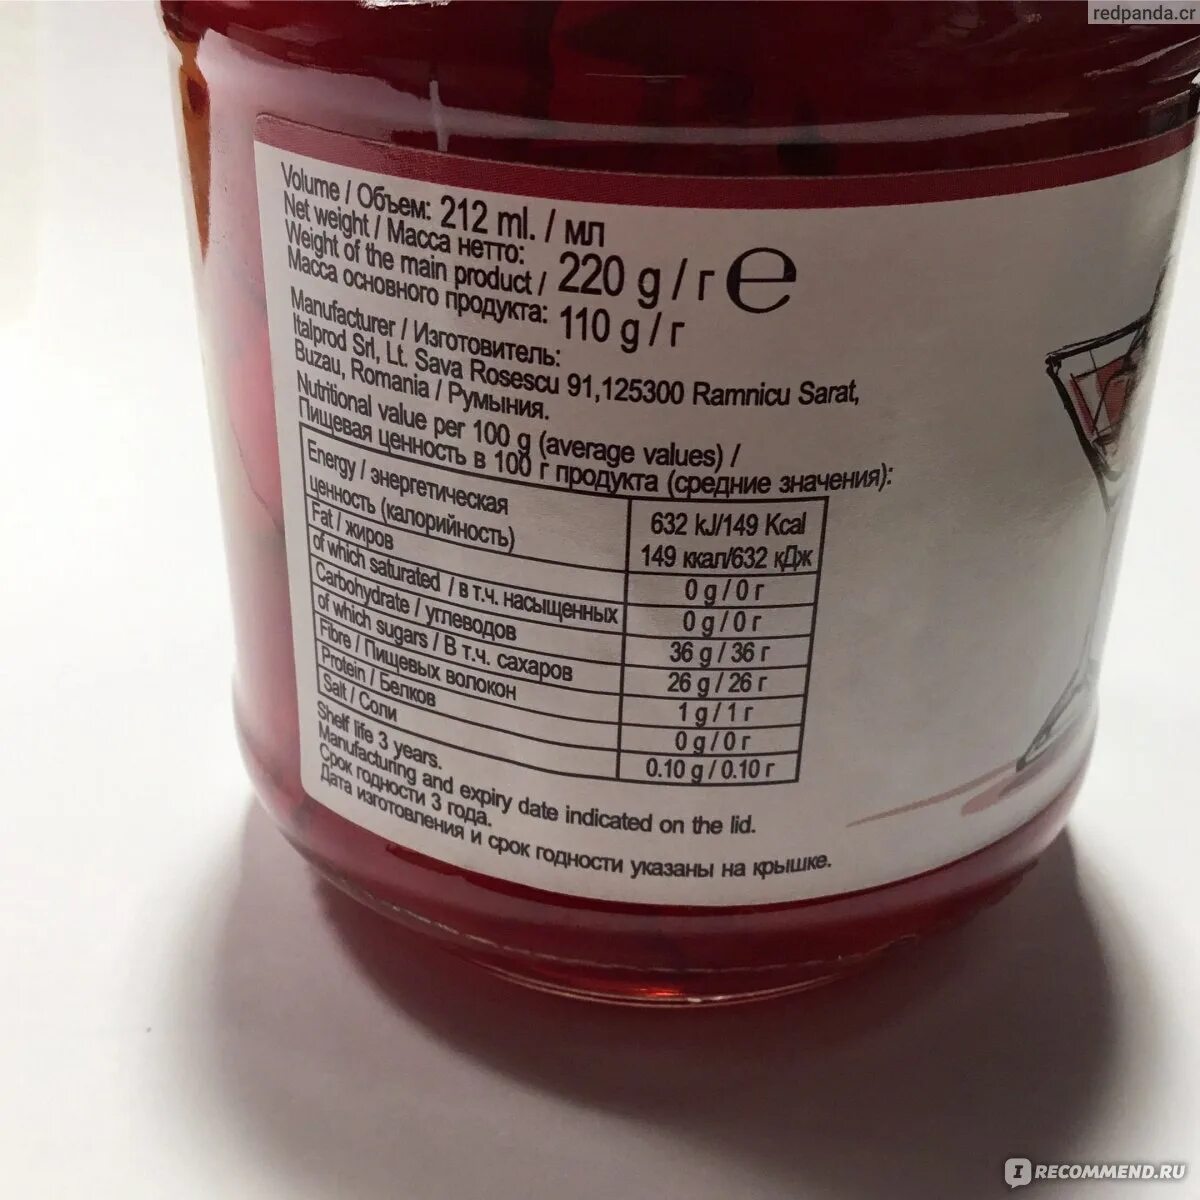 redpanda.cr
Volume / Объем: 212 ml. / мл
Net weight / Масса нетто: 220 g / г e
Weight of the main product /
Масса основного продукта: 110 g / г
Manufacturer / Изготовитель:
Italprod Srl, Lt. Sava Rosescu 91,125300 Ramnicu Sarat,
Buzau, Romania / Румыния.
Nutritional value per 100 g (average values) /
Пищевая ценность в 100 г продукта (средние значения):
Energy / энергетическая 632 kJ/149 Kcal
ценность (калорийность) 149 ккал/632 кДж
Fat / жиров 0 g / 0 г
of which saturated / в т.ч. насыщенных 0 g / 0 г
Carbohydrate / углеводов 36 g / 36 г
of which sugars / В т.ч. сахаров 26 g / 26 г
Fibre / Пищевых волокон 1 g / 1 г
Protein / Белков 0 g / 0 г
Salt / Соли 0.10 g / 0.10 г
Shelf life 3 years.
Manufacturing and expiry date indicated on the lid.
Срок годности 3 года.
Дата изготовления и срок годности указаны на крышке.
I RECOMMEND.RU